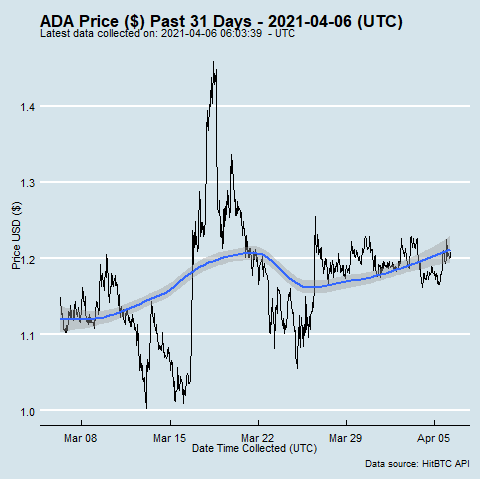 ADA Price ($) Past 31 Days - 2021-04-06 (UTC)
Latest data collected on: 2021-04-06 06:03:39  - UTC
Price USD ($)
1.4
1.3
1.2
1.1
1.0
Mar 08 Mar 15 Mar 22 Mar 29 Apr 05
Date Time Collected (UTC)
Data source: HitBTC API